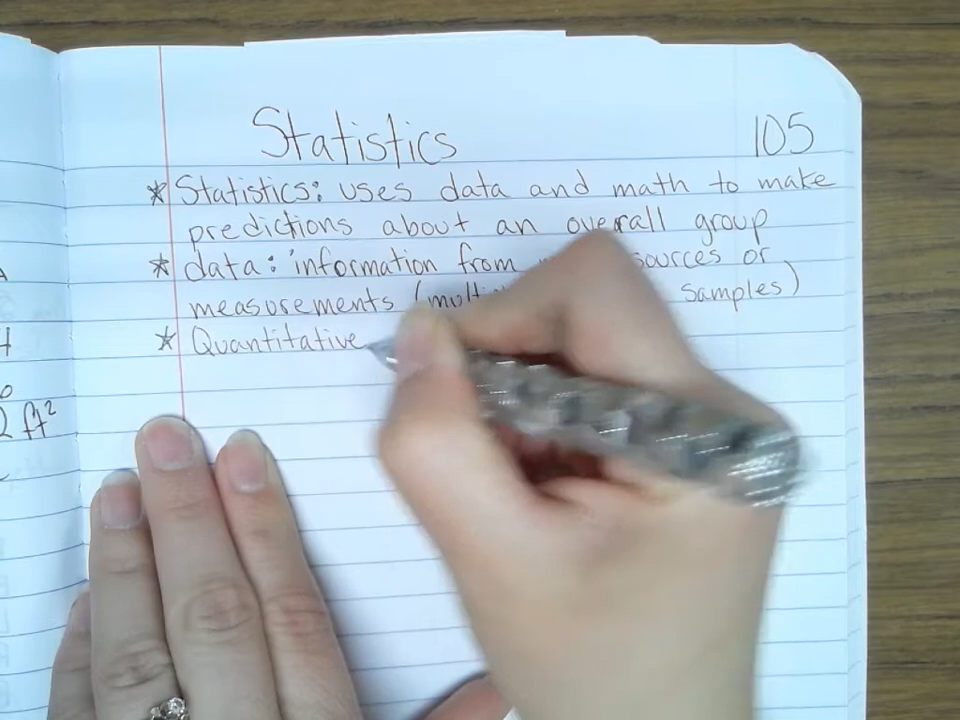 Statistics 105
* Statistics: uses data and math to make
predictions about an overall group
* data: information from sources or
measurements ( samples)
* Quantitative
ft²